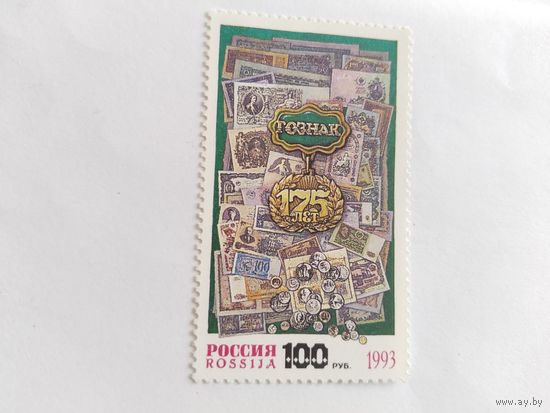 ГОЗНАК
175
ЛЕТ
РОССИЯ 100 РУБ. 1993
ROSSIJA
www.ay.by